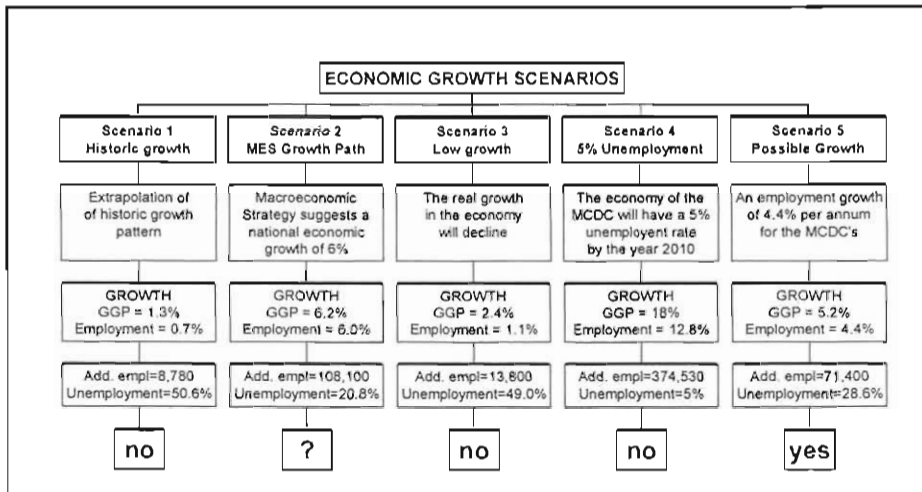 ECONOMIC GROWTH SCENARIOS
Scenario 1
Historic growth
Extrapolation of
of historic growth
pattern
GROWTH
GGP = 1.3%
Employment = 0.7%
Add. empl=8,780
Unemployment=50.6%
no
Scenario 2
MES Growth Path
Macroeconomic
Strategy suggests a
national economic
growth of 6%
GROWTH
GGP = 6.2%
Employment = 6.0%
Add. empl=108,100
Unemployment=20.8%
?
Scenario 3
Low growth
The real growth
in the economy
will decline
GROWTH
GGP = 2.4%
Employment = 1.1%
Add. empl=13,800
Unemployment=49.0%
no
Scenario 4
5% Unemployment
The economy of the
MCDC will have a 5%
unemployent rate
by the year 2010
GROWTH
GGP = 18%
Employment = 12.8%
Add. empl=374,530
Unemployment=5%
no
Scenario 5
Possible Growth
An employment growth
of 4.4% per annum
for the MCDC's
GROWTH
GGP = 5.2%
Employment = 4.4%
Add. empl=71,400
Unemployment=28.6%
yes